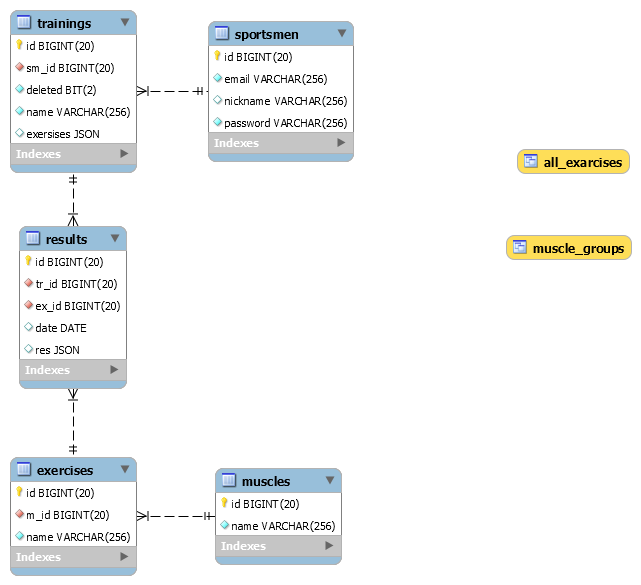 trainings
id BIGINT(20)
sm_id BIGINT(20)
deleted BIT(2)
name VARCHAR(256)
exersises JSON
Indexes
sportsmen
id BIGINT(20)
email VARCHAR(256)
nickname VARCHAR(256)
password VARCHAR(256)
Indexes
all_exarcises
muscle_groups
results
id BIGINT(20)
tr_id BIGINT(20)
ex_id BIGINT(20)
date DATE
res JSON
Indexes
exercises
id BIGINT(20)
m_id BIGINT(20)
name VARCHAR(256)
Indexes
muscles
id BIGINT(20)
name VARCHAR(256)
Indexes